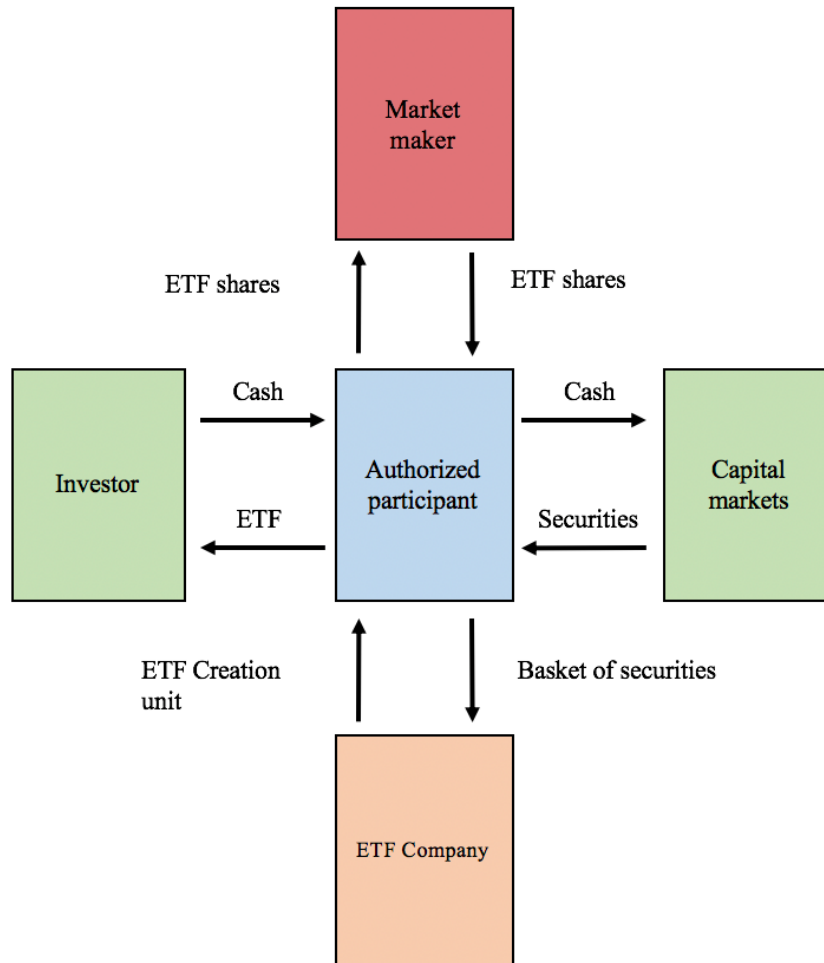 Market
maker
ETF shares
ETF shares
Cash
Cash
Investor
Authorized
participant
Capital
markets
ETF
Securities
ETF Creation
unit
Basket of securities
ETF Company